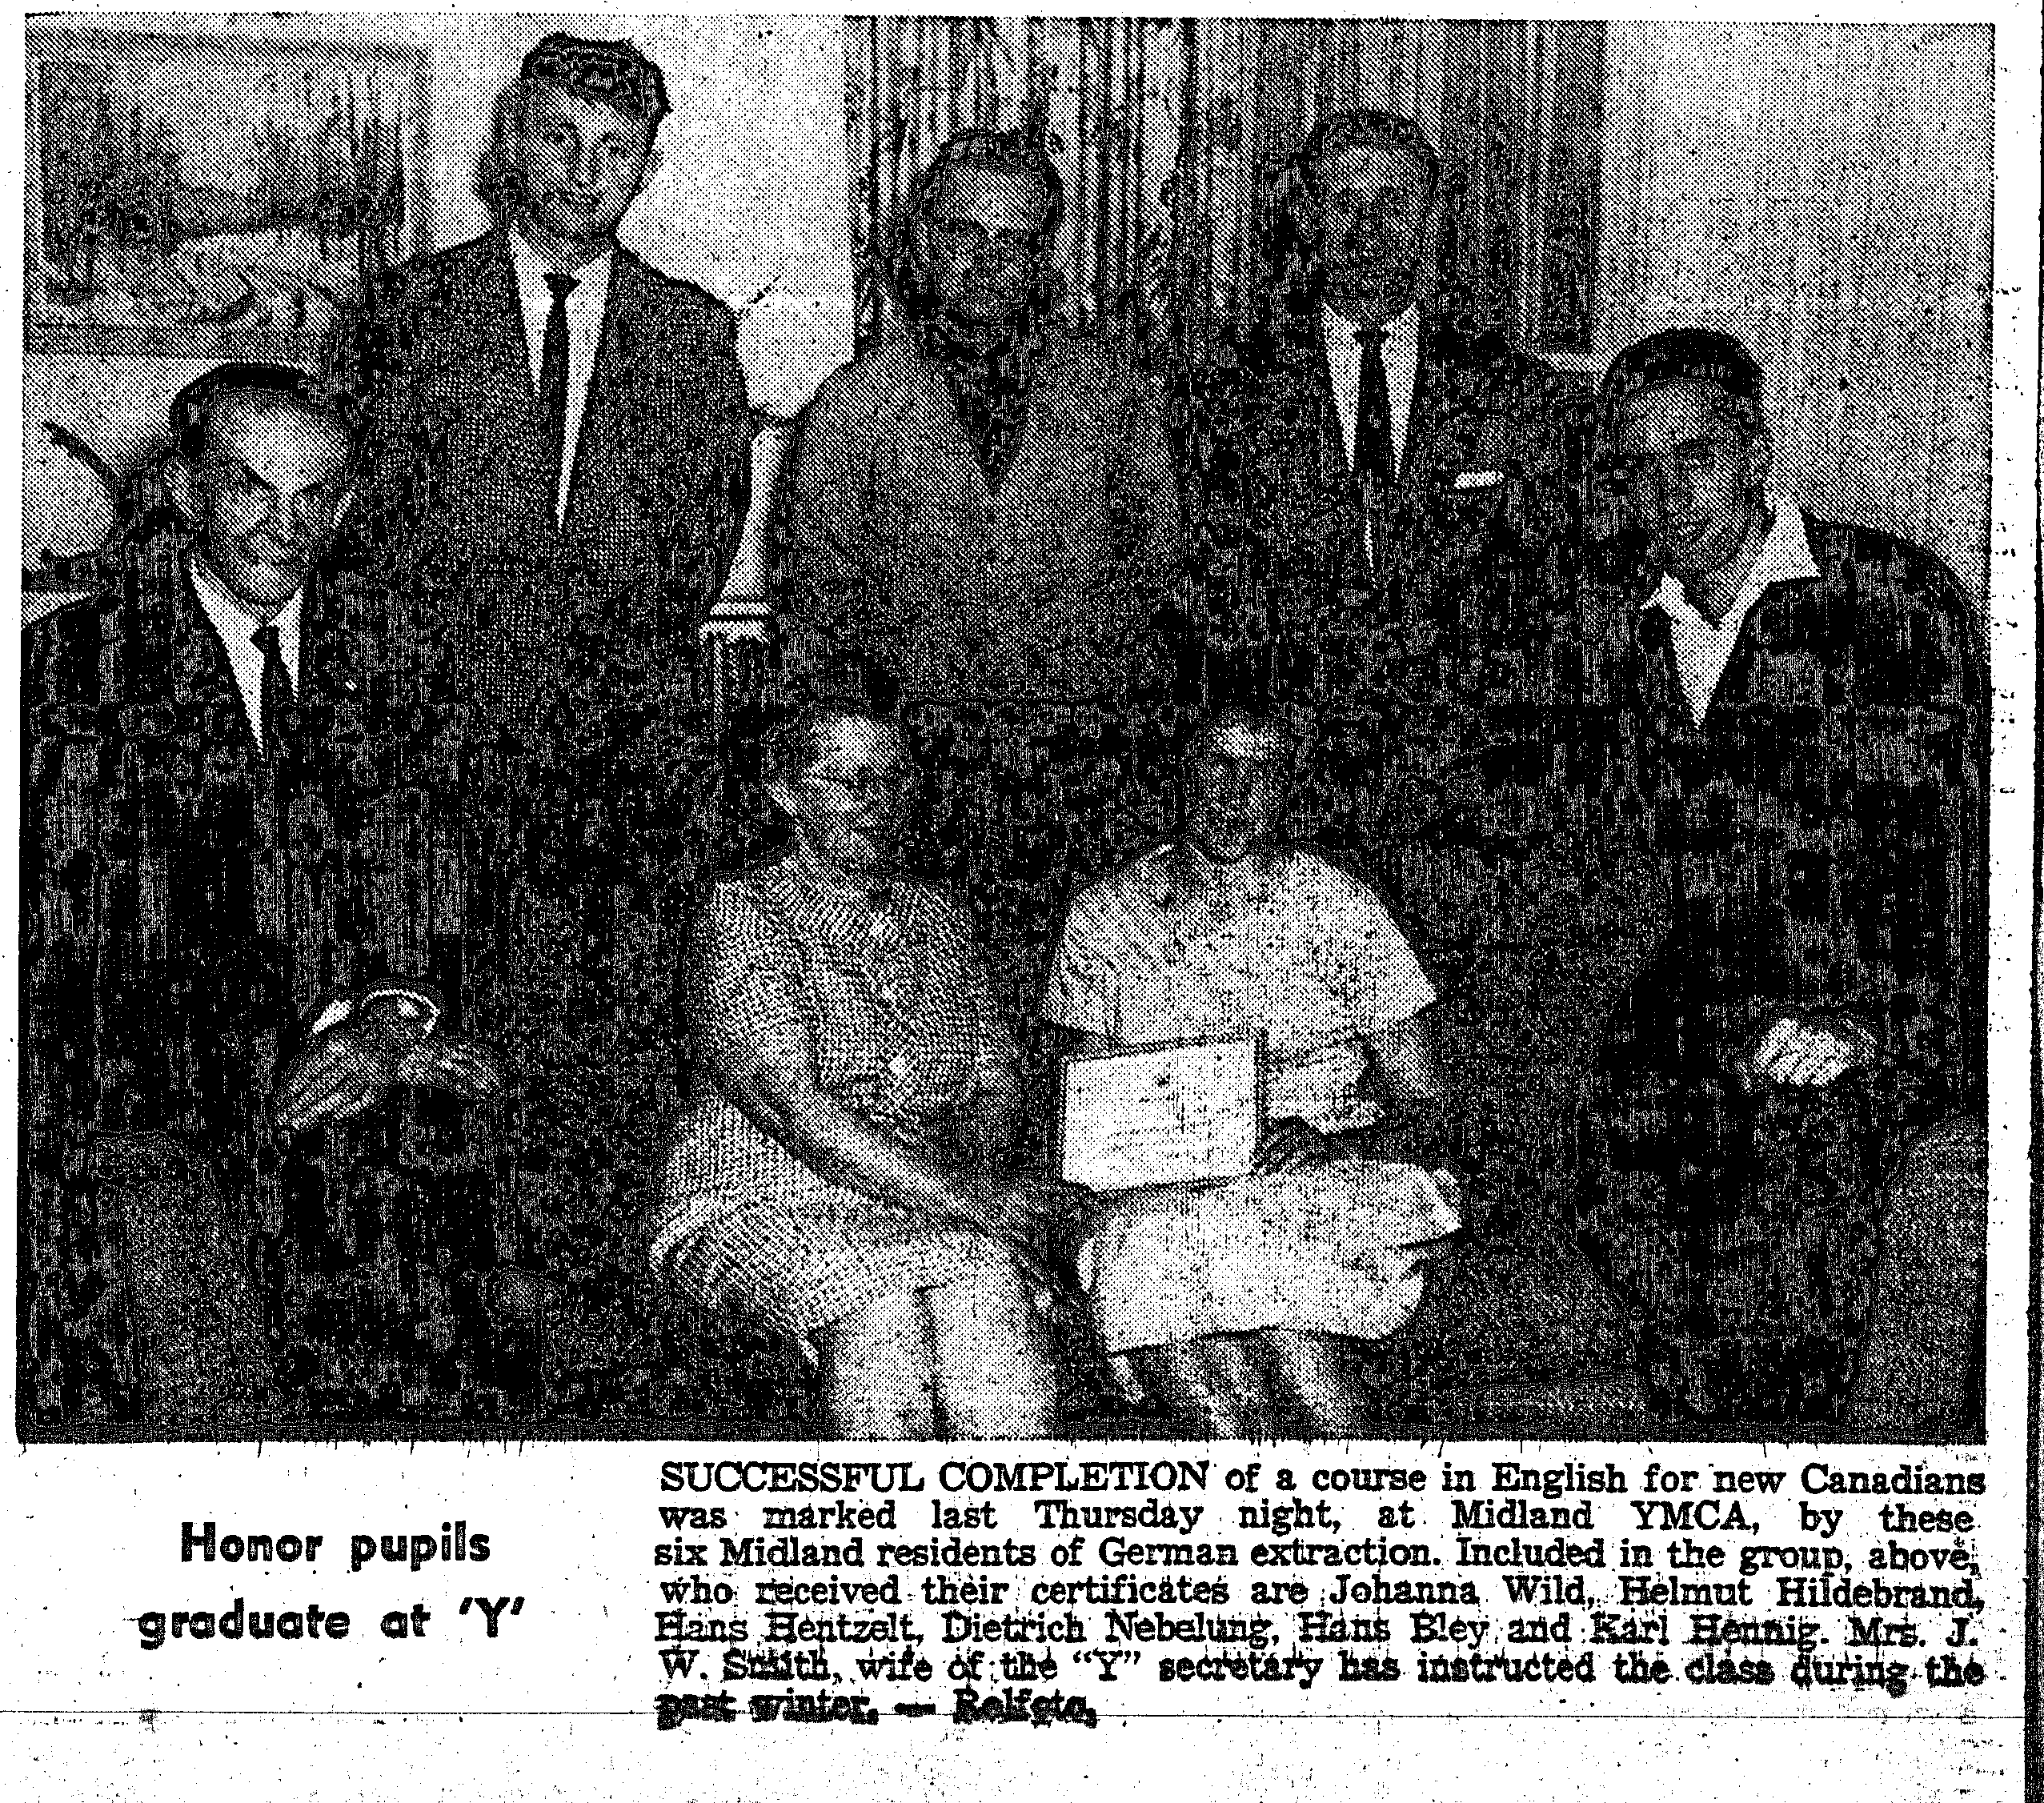 Honor pupils
graduate at 'Y'
SUCCESSFUL COMPLETION of a course in English for new Canadians
was marked last Thursday night, at Midland YMCA, by these
six Midland residents of German extraction. Included in the group, above,
who received their certificates are Johanna Wild, Helmut Hildebrand,
Hans Hentzelt, Dietrich Nebelung, Hans Bley and Karl Hennig. Mrs. J.
W. Smith, wife of the “Y” secretary has instructed the class during the
past winter. —